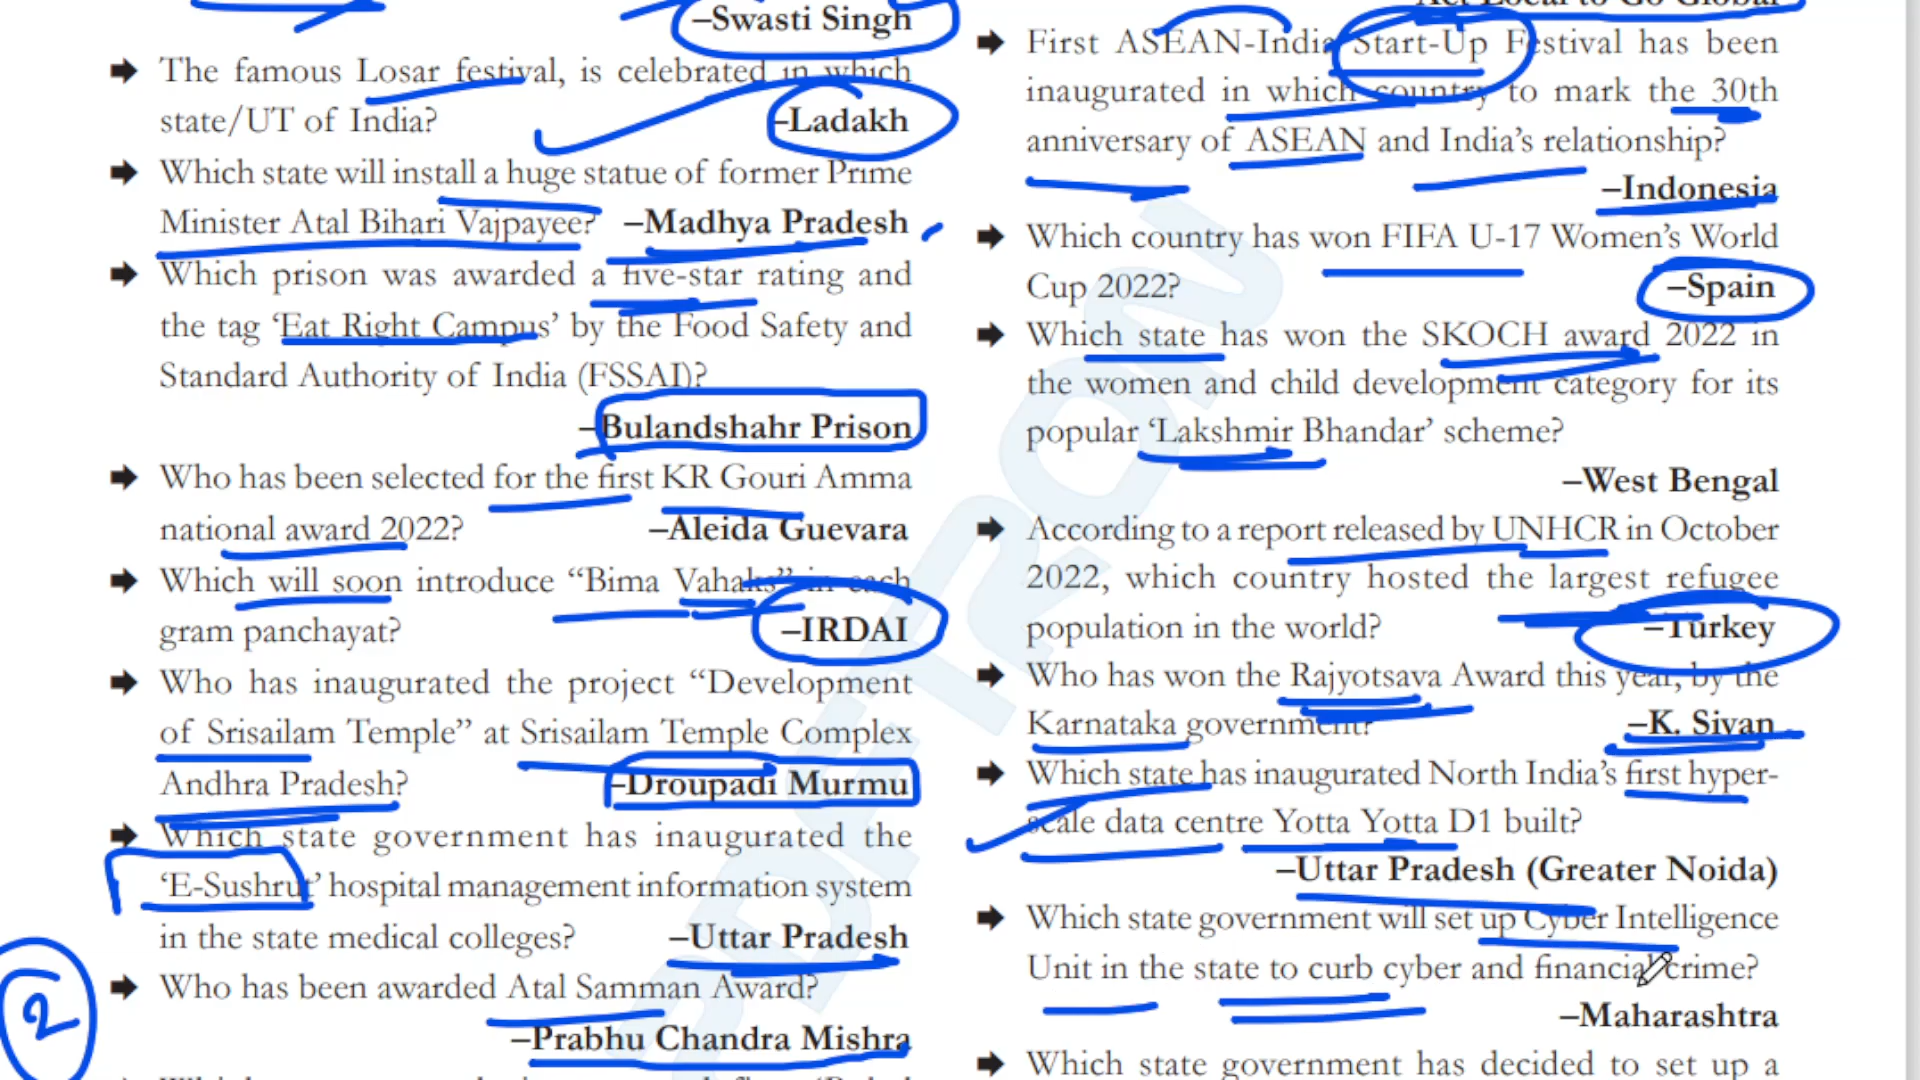 –Swasti Singh
The famous Losar festival, is celebrated in which
state/UT of India? –Ladakh
Which state will install a huge statue of former Prime
Minister Atal Bihari Vajpayee? –Madhya Pradesh
Which prison was awarded a five-star rating and
the tag ‘Eat Right Campus’ by the Food Safety and
Standard Authority of India (FSSAI)?
–Bulandshahr Prison
Who has been selected for the first KR Gouri Amma
national award 2022? –Aleida Guevara
Which will soon introduce “Bima Vahaks” in each
gram panchayat? –IRDAI
Who has inaugurated the project “Development
of Srisailam Temple” at Srisailam Temple Complex
Andhra Pradesh? –Droupadi Murmu
Which state government has inaugurated the
‘E-Sushrut’ hospital management information system
in the state medical colleges? –Uttar Pradesh
Who has been awarded Atal Samman Award?
–Prabhu Chandra Mishra
2
Act Local to Go Global
First ASEAN-India Start-Up Festival has been
inaugurated in which country to mark the 30th
anniversary of ASEAN and India’s relationship?
–Indonesia
Which country has won FIFA U-17 Women’s World
Cup 2022? –Spain
Which state has won the SKOCH award 2022 in
the women and child development category for its
popular ‘Lakshmir Bhandar’ scheme?
–West Bengal
According to a report released by UNHCR in October
2022, which country hosted the largest refugee
population in the world? –Turkey
Who has won the Rajyotsava Award this year, by the
Karnataka government? –K. Sivan
Which state has inaugurated North India’s first hyper-
scale data centre Yotta Yotta D1 built?
–Uttar Pradesh (Greater Noida)
Which state government will set up Cyber Intelligence
Unit in the state to curb cyber and financial crime?
–Maharashtra
Which state government has decided to set up a